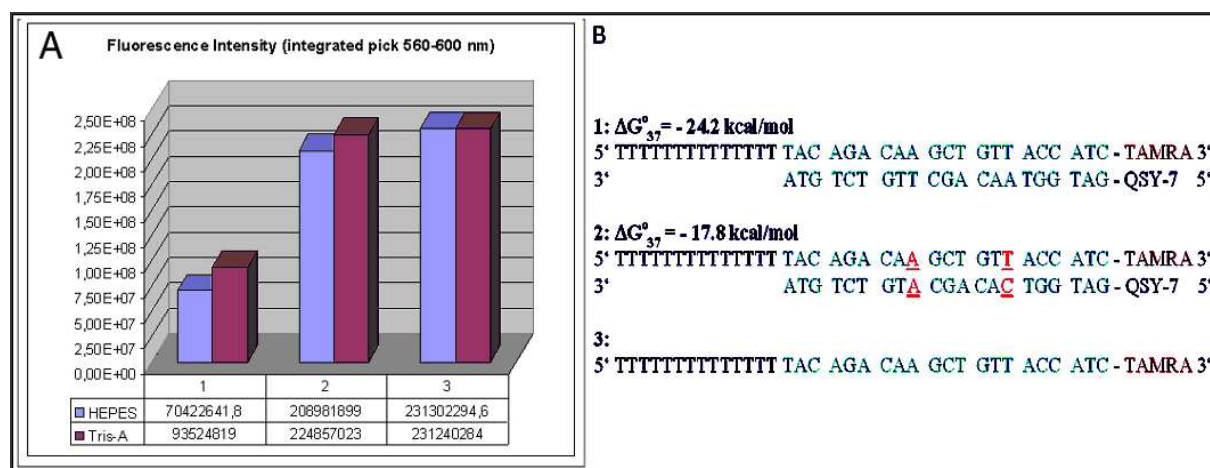 A
Fluorescence Intensity (integrated pick 560-600 nm)
2,50E+08
2,25E+08
2,00E+08
1,75E+08
1,50E+08
1,25E+08
1,00E+08
7,50E+07
5,00E+07
2,50E+07
0,00E+00
1 2 3
HEPES 70422641,8 208981899 231302294,6
Tris-A 93524819 224857023 231240284
B
1: ΔG°37 = - 24.2 kcal/mol
5' TTTTTTTTTTTTTTT TAC AGA CAA GCT GTT ACC ATC - TAMRA 3'
3' ATG TCT GTT CGA CAA TGG TAG - QSY-7 5'
2: ΔG°37 = - 17.8 kcal/mol
5' TTTTTTTTTTTTTTT TAC AGA CAA GCT GTT ACC ATC - TAMRA 3'
3' ATG TCT GTA CGA CAC TGG TAG - QSY-7 5'
3:
5' TTTTTTTTTTTTTTT TAC AGA CAA GCT GTT ACC ATC - TAMRA 3'